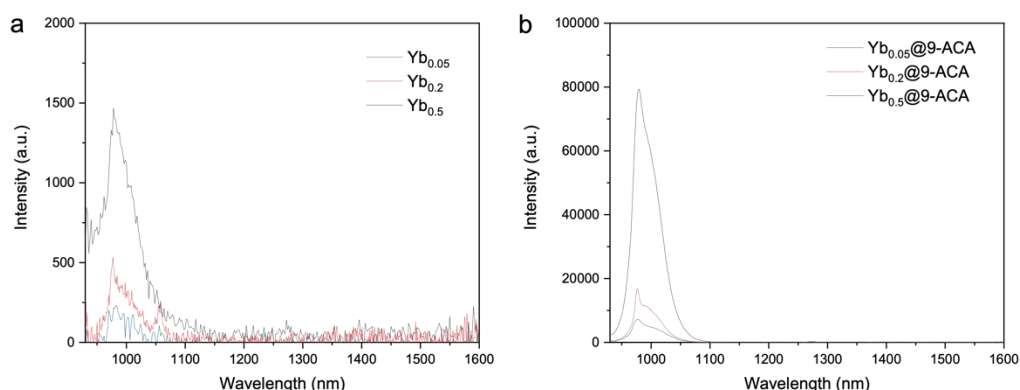 a
2000
1500
1000
500
0
Intensity (a.u.)
Yb0.05
Yb0.2
Yb0.5
1000 1100 1200 1300 1400 1500 1600
Wavelength (nm)
b
100000
80000
60000
40000
20000
0
Intensity (a.u.)
Yb0.05@9-ACA
Yb0.2@9-ACA
Yb0.5@9-ACA
1000 1100 1200 1300 1400 1500 1600
Wavelength (nm)